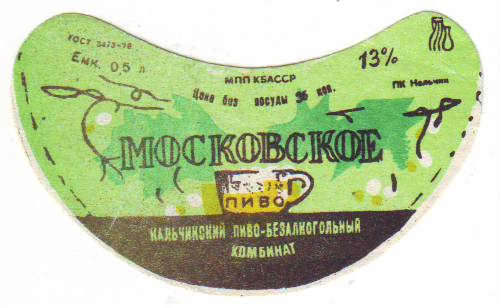 ГОСТ 3473-78
Емк. 0,5 л
МПП КБАССР
13%
Цена без посуды 36 коп.
ПК Нальчик
МОСКОВСКОЕ
ПИВО
НАЛЬЧИКСКИЙ ПИВО-БЕЗАЛКОГОЛЬНЫЙ
КОМБИНАТ